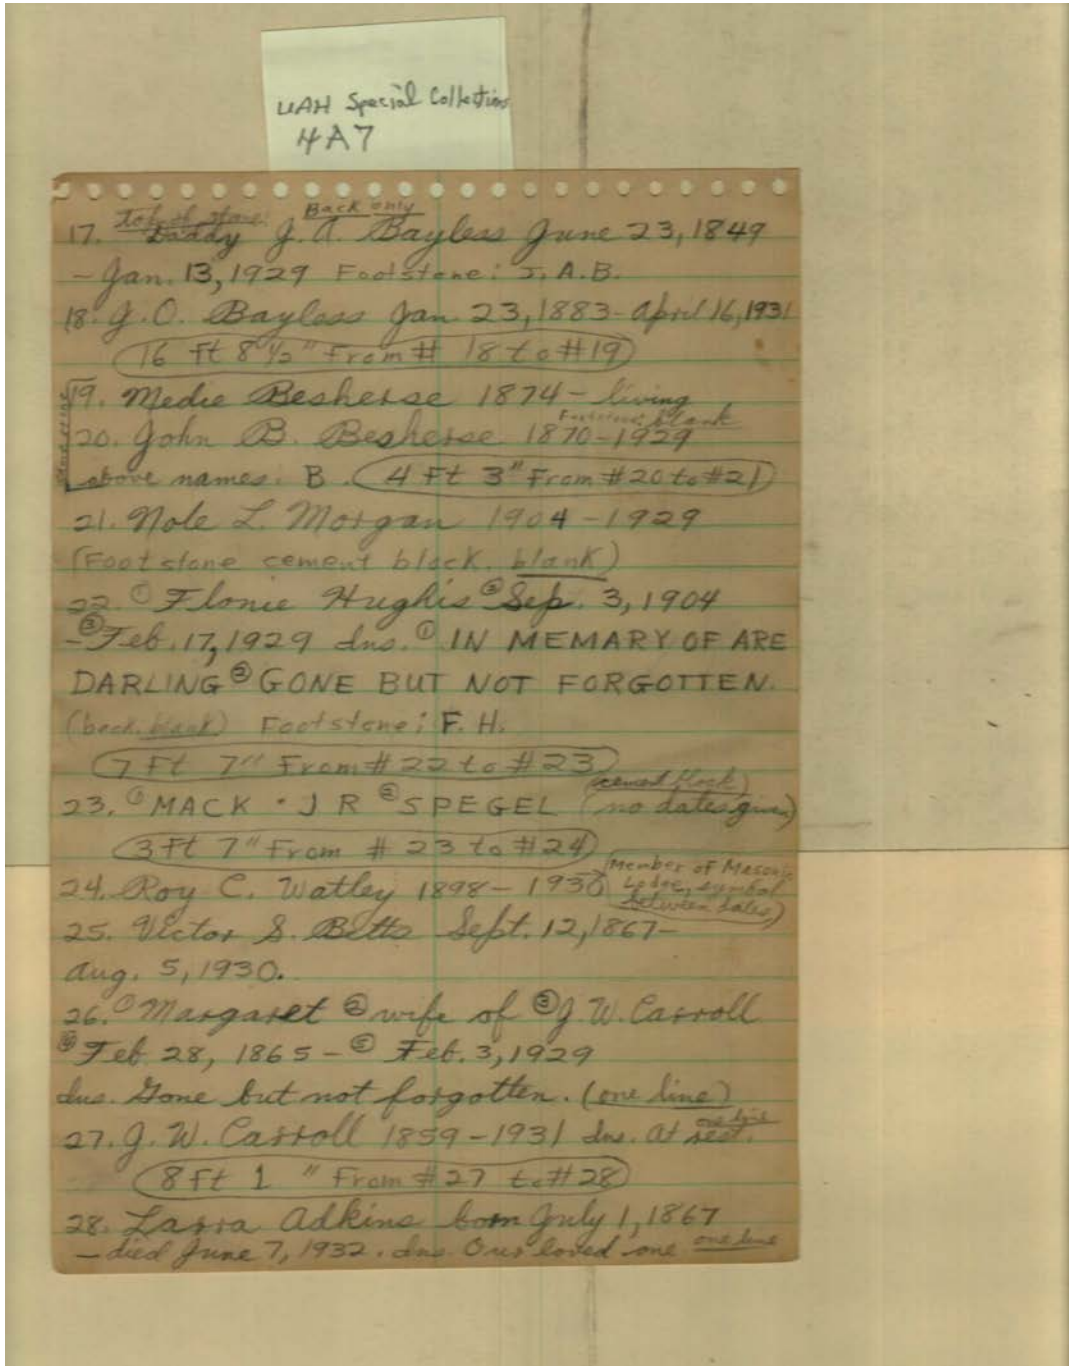 UAH Special Collections
4A7
Top of stone: Back only
17. Daddy J. A. Bayless June 23, 1849
- Jan. 13, 1929 Footstone: J. A. B.
18. J. O. Bayless Jan. 23, 1883 - April 16, 1931
16 ft 8 1/2" From # 18 to #19
19. Medie Besherse 1874 - living
Footstone: blank
20. John B. Besherse 1870-1929
above names. B. 4 Ft 3" From #20 to #21
21. Nole L. Morgan 1904-1929
(Footstone cement block. blank)
22. ① Flonie Hughis ② Sep. 3, 1904
- ③ Feb. 17, 1929 Ins. ① IN MEMARY OF ARE
DARLING ② GONE BUT NOT FORGOTTEN.
(back. blank) Footstone: F. H.
7 Ft 7" From # 22 to #23
(cement block)
23. ① MACK · J R ② SPEGEL (no dates given)
3 Ft 7" From # 23 to #24
24. Roy C. Watley 1898 - 1930 (Member of Masonic
Lodge, symbol
between dates)
25. Victor S. Betts Sept. 12, 1867-
Aug. 5, 1930.
26. ① Margaret ② wife of ③ J. W. Carroll
④ Feb. 28, 1865 - ⑤ Feb. 3, 1929
Ins. Gone but not forgotten. (one line)
27. J. W. Carroll 1859-1931 Ins. At rest. one line
8 Ft 1 " From #27 to #28
28. Larra Adkins born July 1, 1867
- died June 7, 1932. Ins. Our loved one one line